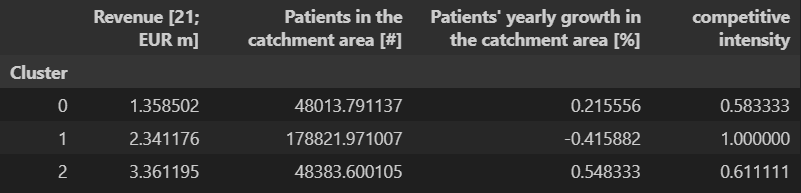 Revenue [21; EUR m] Patients in the catchment area [#] Patients' yearly growth in the catchment area [%] competitive intensity
Cluster
0 1.358502 48013.791137 0.215556 0.583333
1 2.341176 178821.971007 -0.415882 1.000000
2 3.361195 48383.600105 0.548333 0.611111